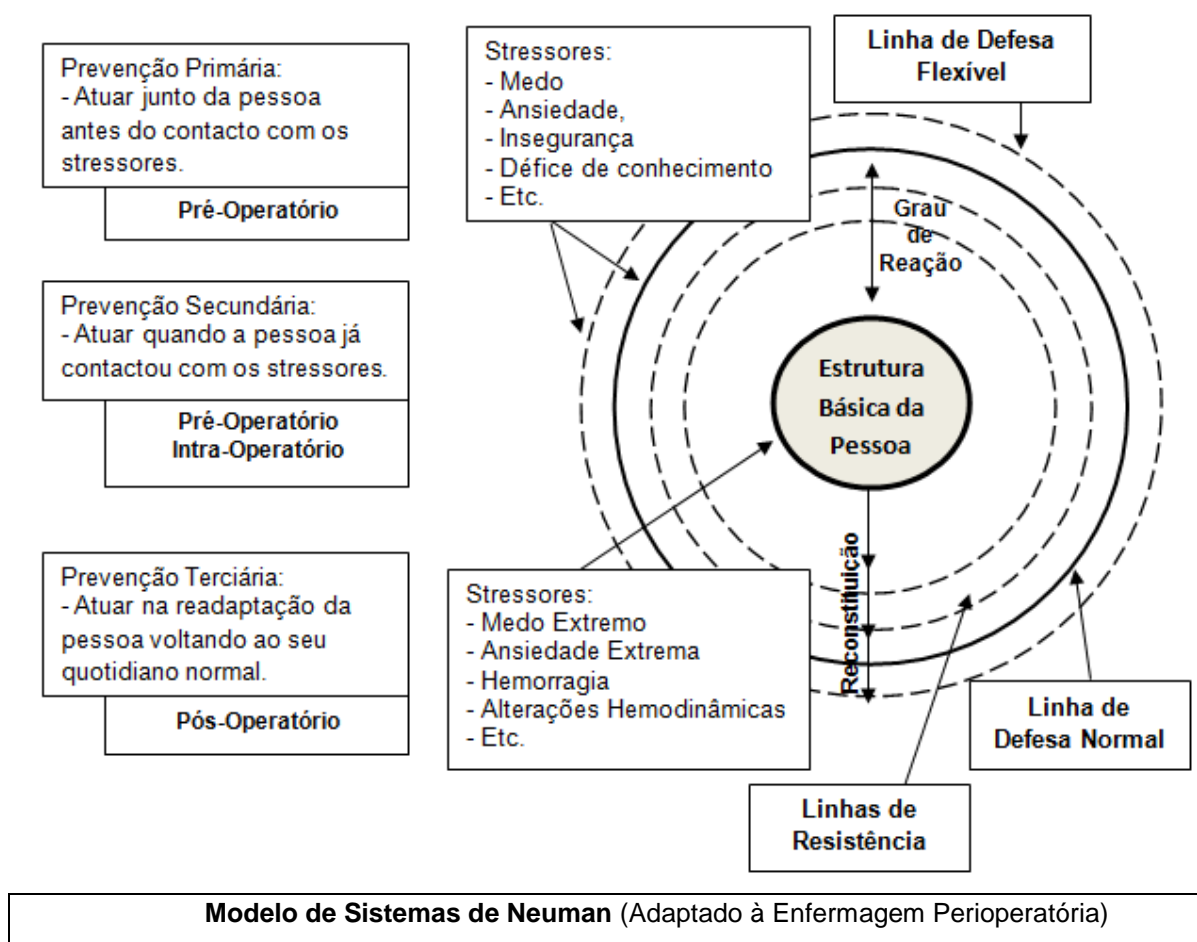 Prevenção Primária:
- Atuar junto da pessoa
antes do contacto com os
stressores.
Pré-Operatório
Prevenção Secundária:
- Atuar quando a pessoa já
contactou com os stressores.
Pré-Operatório
Intra-Operatório
Prevenção Terciária:
- Atuar na readaptação da
pessoa voltando ao seu
quotidiano normal.
Pós-Operatório
Stressores:
- Medo
- Ansiedade,
- Insegurança
- Défice de conhecimento
- Etc.
Linha de Defesa
Flexível
Grau
de
Reação
Estrutura
Básica da
Pessoa
Reconstituição
Stressores:
- Medo Extremo
- Ansiedade Extrema
- Hemorragia
- Alterações Hemodinâmicas
- Etc.
Linha de
Defesa Normal
Linhas de
Resistência
Modelo de Sistemas de Neuman (Adaptado à Enfermagem Perioperatória)